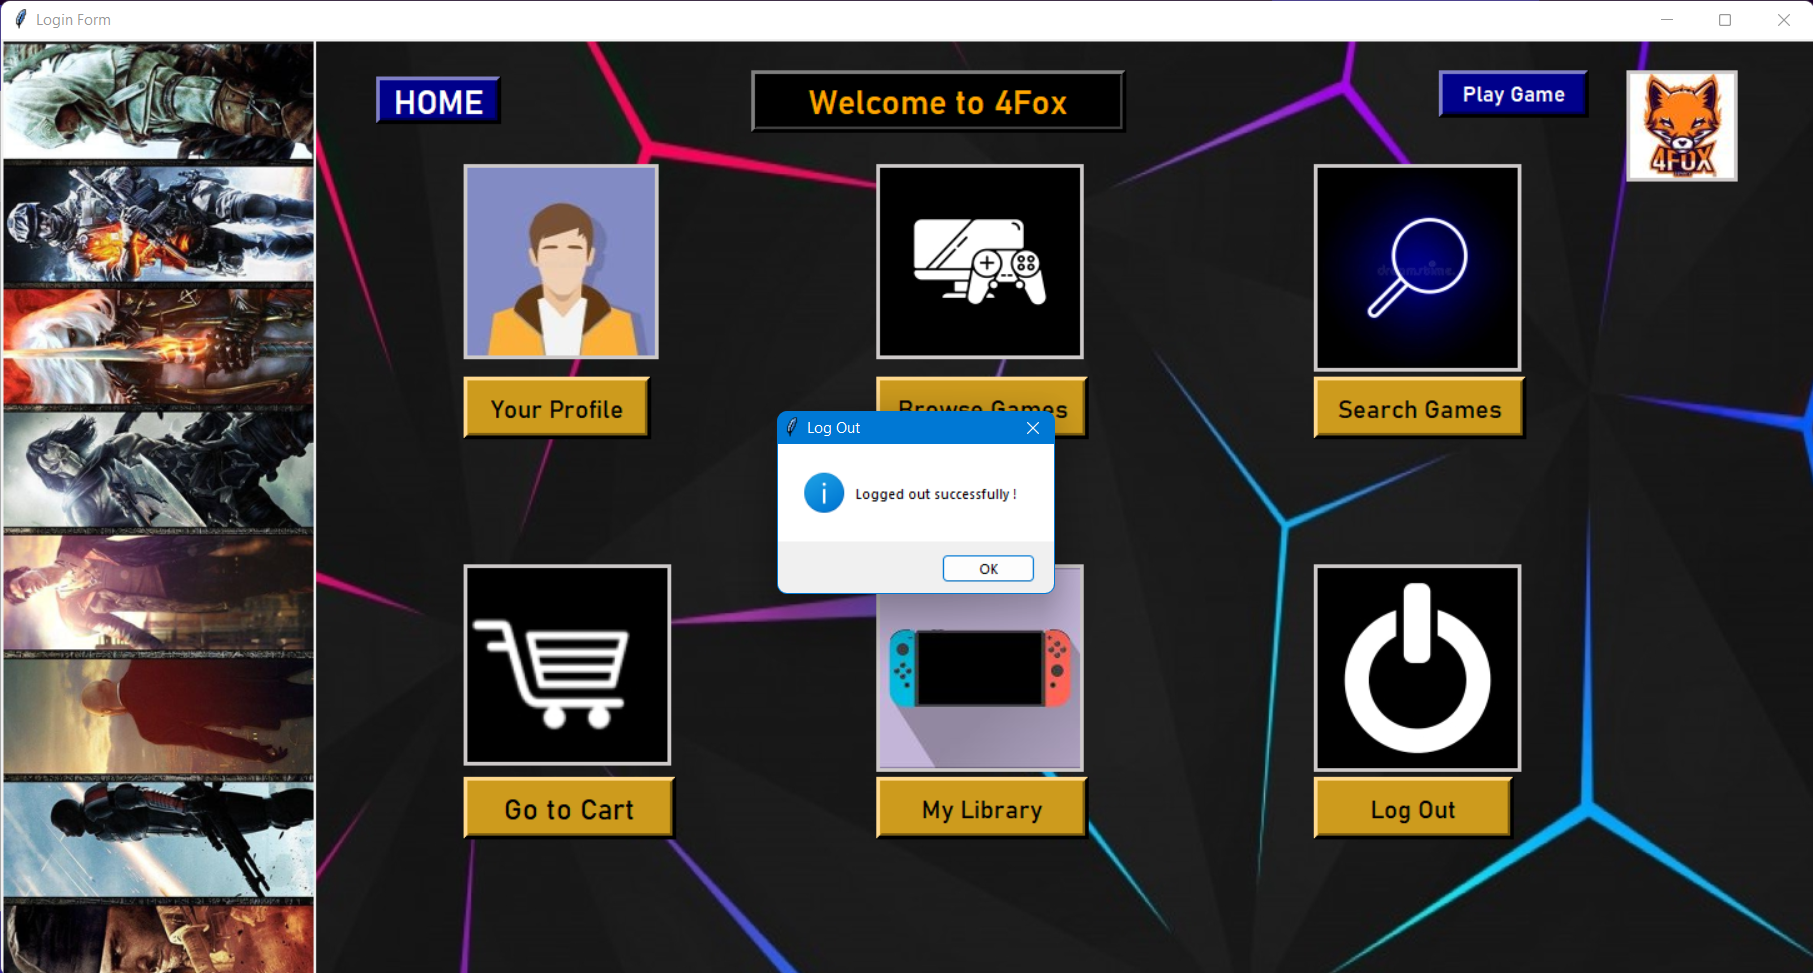 Login Form
HOME
Welcome to 4Fox
Play Game
4FOX
dreamstime
Your Profile
Browse Games
Search Games
Log Out
Logged out successfully !
OK
Go to Cart
My Library
Log Out